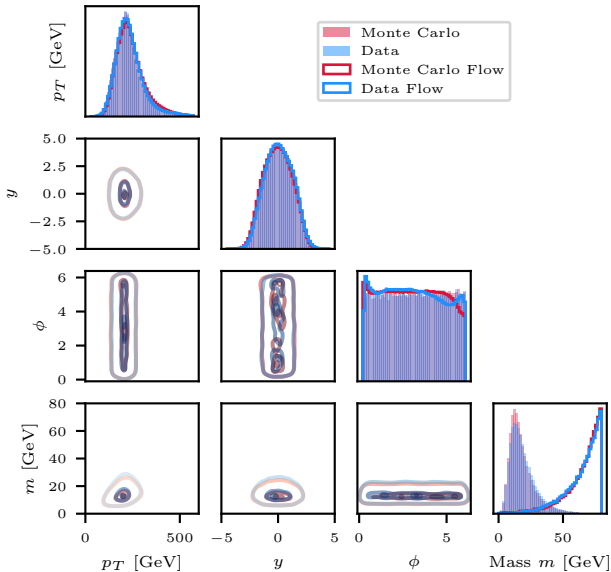 p_T [GeV]
Monte Carlo
Data
Monte Carlo Flow
Data Flow
5.0
2.5
0.0
−2.5
−5.0
y
6
4
2
0
ϕ
80
60
40
20
0
m [GeV]
0 500
−5 0 5
0 5
0 50
p_T [GeV]
y
ϕ
Mass m [GeV]